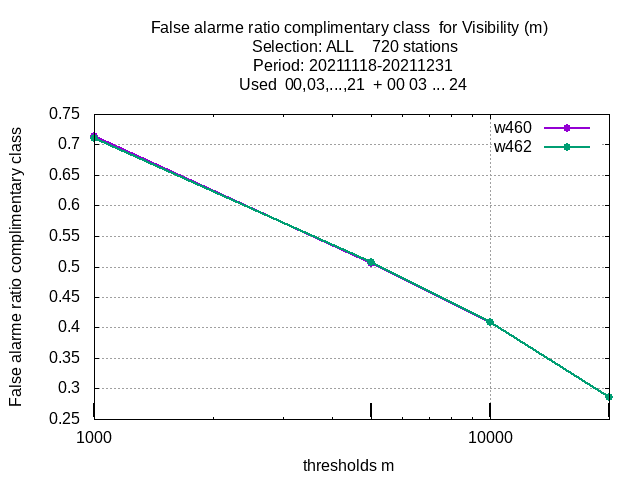 False alarme ratio complimentary class  for Visibility (m)
Selection: ALL    720 stations
Period: 20211118-20211231
Used  00,03,...,21  + 00 03 ... 24
False alarme ratio complimentary class
0.75
0.7
0.65
0.6
0.55
0.5
0.45
0.4
0.35
0.3
0.25
w460
w462
1000
10000
thresholds m